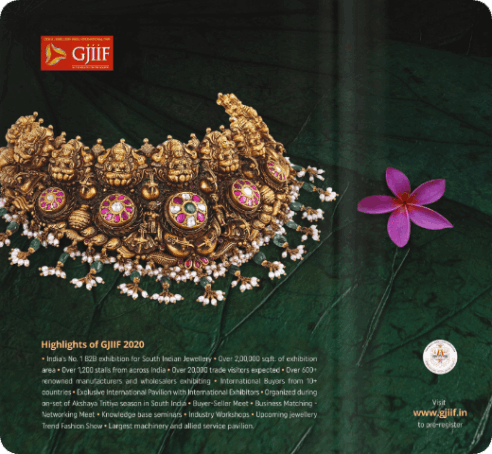 GJIIF
Highlights of GJIIF 2020
• India's No. 1 B2B exhibition for South Indian Jewellery • Over 2,00,000 sq.ft. of exhibition
area • Over 1,200 stalls from across India • Over 20,000 trade visitors expected • Over 600+
renowned manufacturers and wholesalers exhibiting • International Buyers from 10+
countries • Exclusive International Pavilion with International Exhibitors • Organized during
on-set of Akshaya Tritiya season in South India • Buyer-Seller Meet • Business Matching -
Networking Meet • Knowledge base seminars • Industry Workshops • Upcoming jewellery
Trend Fashion Show • Largest machinery and allied service pavilion.
Visit
www.gjiif.in
to pre-register